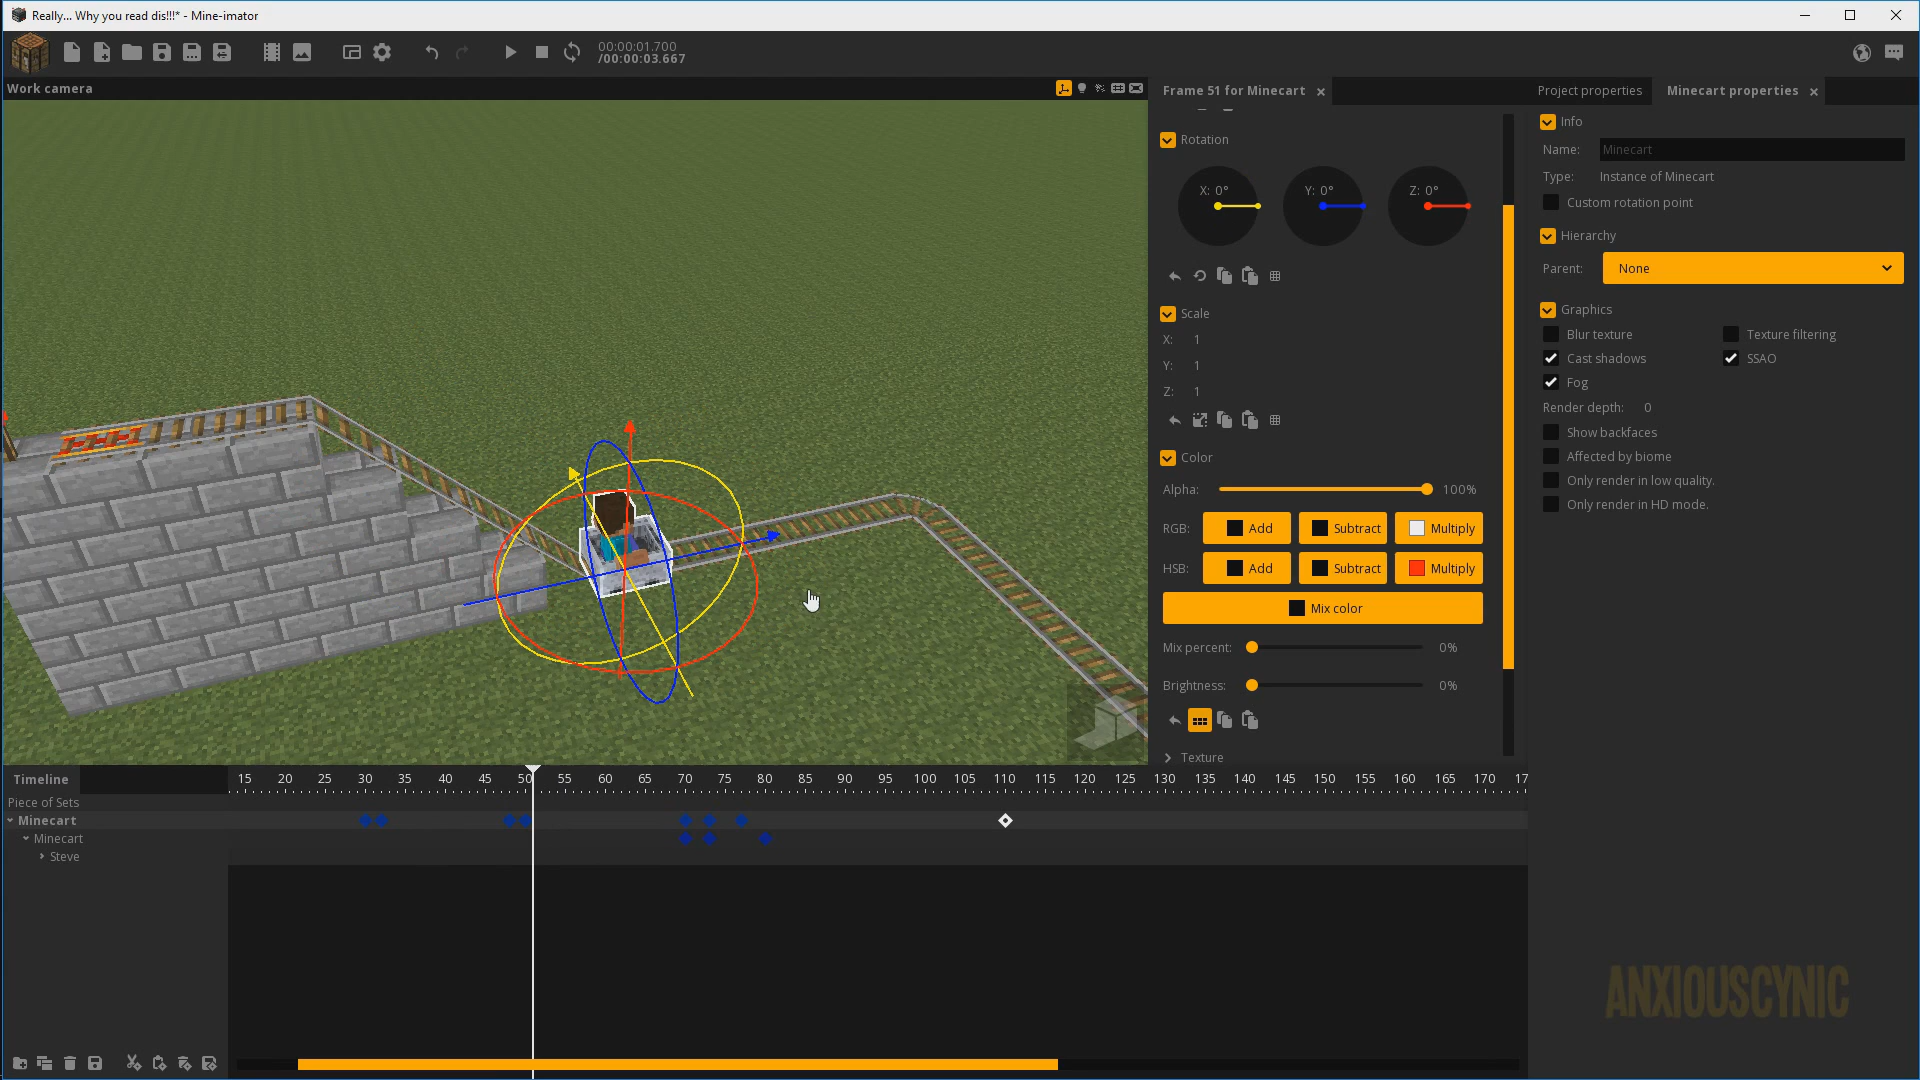 Really... Why you read dis!!!* - Mine-imator
00:00:01.700
/00:00:03.667
Work camera
Frame 51 for Minecart
Project properties
Minecart properties
Rotation
X: 0°
Y: 0°
Z: 0°
Scale
X: 1
Y: 1
Z: 1
Color
Alpha: 100%
RGB: Add Subtract Multiply
HSB: Add Subtract Multiply
Mix color
Mix percent: 0%
Brightness: 0%
Texture
Info
Name: Minecart
Type: Instance of Minecart
Custom rotation point
Hierarchy
Parent: None
Graphics
Blur texture Texture filtering
Cast shadows SSAO
Fog
Render depth: 0
Show backfaces
Affected by biome
Only render in low quality.
Only render in HD mode.
Timeline
15 20 25 30 35 40 45 50 55 60 65 70 75 80 85 90 95 100 105 110 115 120 125 130 135 140 145 150 155 160 165 170 17
Piece of Sets
Minecart
Minecart
Steve
ANXIOUSCYNIC